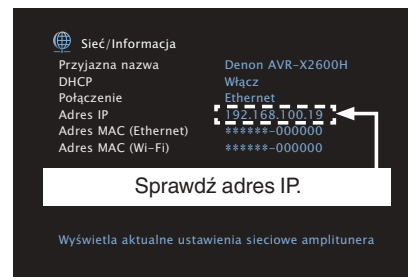 Sieć/Informacja
Przyjazna nazwa Denon AVR-X2600H
DHCP Włącz
Połączenie Ethernet
Adres IP 192.168.100.19
Adres MAC (Ethernet) ******-000000
Adres MAC (Wi-Fi) ******-000000
Sprawdź adres IP.
Wyświetla aktualne ustawienia sieciowe amplitunera